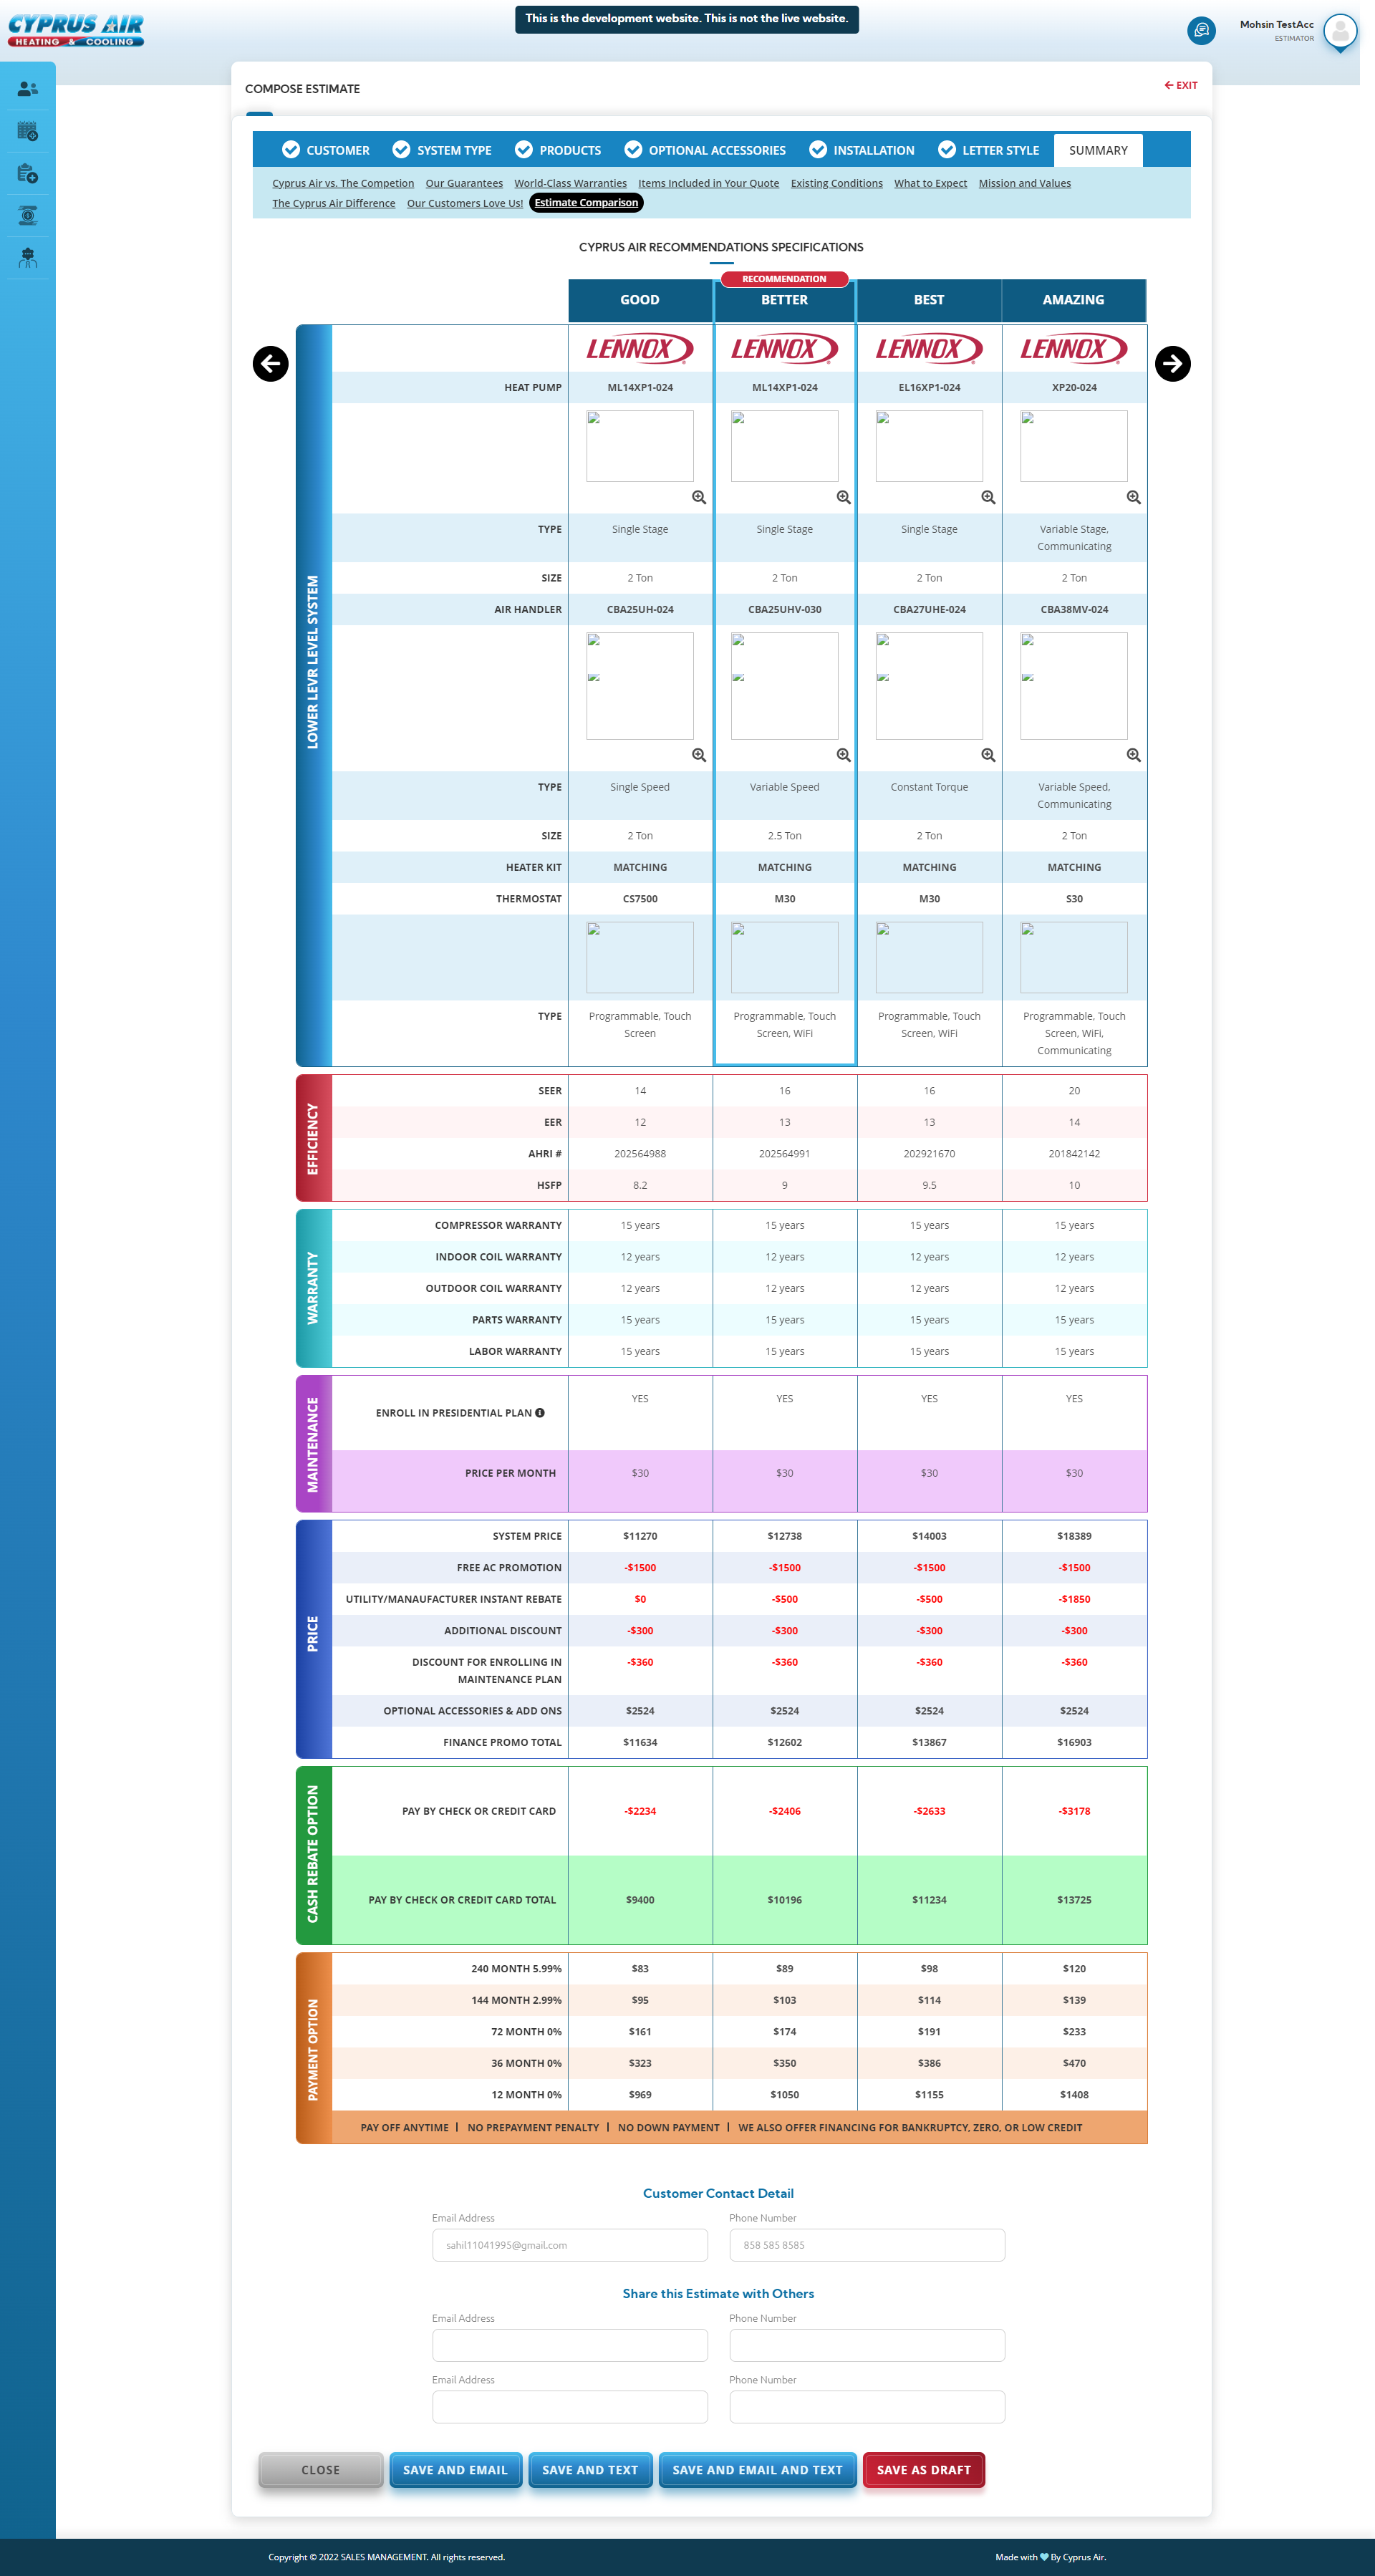 CYPRUS AIR
HEATING & COOLING
This is the development website. This is not the live website.
Mohsin TestAcc
ESTIMATOR
COMPOSE ESTIMATE
EXIT
CUSTOMER SYSTEM TYPE PRODUCTS OPTIONAL ACCESSORIES INSTALLATION LETTER STYLE SUMMARY
Cyprus Air vs. The Competion Our Guarantees World-Class Warranties Items Included in Your Quote Existing Conditions What to Expect Mission and Values
The Cyprus Air Difference Our Customers Love Us! Estimate Comparison
CYPRUS AIR RECOMMENDATIONS SPECIFICATIONS
RECOMMENDATION
GOOD BETTER BEST AMAZING
LOWER LEVR LEVEL SYSTEM
LENNOX LENNOX LENNOX LENNOX
HEAT PUMP ML14XP1-024 ML14XP1-024 EL16XP1-024 XP20-024
TYPE Single Stage Single Stage Single Stage Variable Stage,
Communicating
SIZE 2 Ton 2 Ton 2 Ton 2 Ton
AIR HANDLER CBA25UH-024 CBA25UHV-030 CBA27UHE-024 CBA38MV-024
TYPE Single Speed Variable Speed Constant Torque Variable Speed,
Communicating
SIZE 2 Ton 2.5 Ton 2 Ton 2 Ton
HEATER KIT MATCHING MATCHING MATCHING MATCHING
THERMOSTAT CS7500 M30 M30 S30
TYPE Programmable, Touch Programmable, Touch Programmable, Touch Programmable, Touch
Screen Screen, WiFi Screen, WiFi Screen, WiFi,
Communicating
EFFICIENCY
SEER 14 16 16 20
EER 12 13 13 14
AHRI # 202564988 202564991 202921670 201842142
HSFP 8.2 9 9.5 10
WARRANTY
COMPRESSOR WARRANTY 15 years 15 years 15 years 15 years
INDOOR COIL WARRANTY 12 years 12 years 12 years 12 years
OUTDOOR COIL WARRANTY 12 years 12 years 12 years 12 years
PARTS WARRANTY 15 years 15 years 15 years 15 years
LABOR WARRANTY 15 years 15 years 15 years 15 years
MAINTENANCE
ENROLL IN PRESIDENTIAL PLAN YES YES YES YES
PRICE PER MONTH $30 $30 $30 $30
PRICE
SYSTEM PRICE $11270 $12738 $14003 $18389
FREE AC PROMOTION -$1500 -$1500 -$1500 -$1500
UTILITY/MANAUFACTURER INSTANT REBATE $0 -$500 -$500 -$1850
ADDITIONAL DISCOUNT -$300 -$300 -$300 -$300
DISCOUNT FOR ENROLLING IN -$360 -$360 -$360 -$360
MAINTENANCE PLAN
OPTIONAL ACCESSORIES & ADD ONS $2524 $2524 $2524 $2524
FINANCE PROMO TOTAL $11634 $12602 $13867 $16903
CASH REBATE OPTION
PAY BY CHECK OR CREDIT CARD -$2234 -$2406 -$2633 -$3178
PAY BY CHECK OR CREDIT CARD TOTAL $9400 $10196 $11234 $13725
PAYMENT OPTION
240 MONTH 5.99% $83 $89 $98 $120
144 MONTH 2.99% $95 $103 $114 $139
72 MONTH 0% $161 $174 $191 $233
36 MONTH 0% $323 $350 $386 $470
12 MONTH 0% $969 $1050 $1155 $1408
PAY OFF ANYTIME | NO PREPAYMENT PENALTY | NO DOWN PAYMENT | WE ALSO OFFER FINANCING FOR BANKRUPTCY, ZERO, OR LOW CREDIT
Customer Contact Detail
Email Address Phone Number
sahil11041995@gmail.com 858 585 8585
Share this Estimate with Others
Email Address Phone Number
Email Address Phone Number
CLOSE SAVE AND EMAIL SAVE AND TEXT SAVE AND EMAIL AND TEXT SAVE AS DRAFT
Copyright © 2022 SALES MANAGEMENT. All rights reserved. Made with By Cyprus Air.